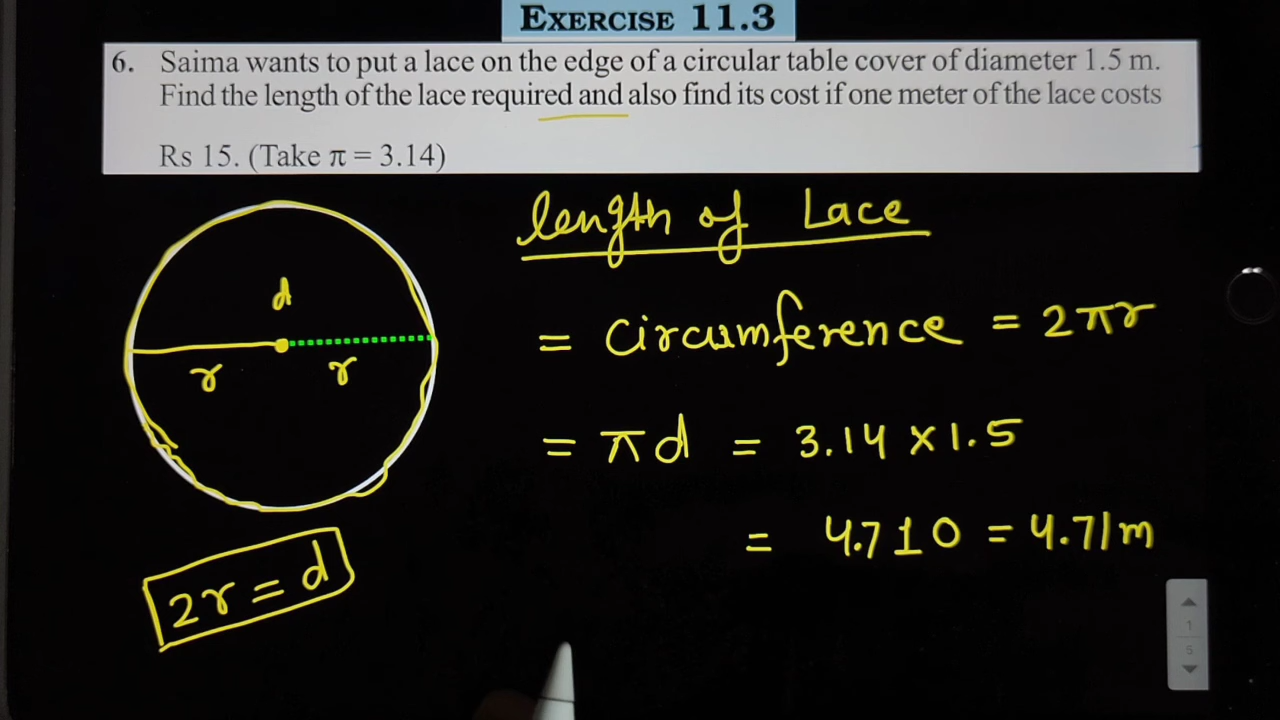 EXERCISE 11.3
6. Saima wants to put a lace on the edge of a circular table cover of diameter 1.5 m.
Find the length of the lace required and also find its cost if one meter of the lace costs
Rs 15. (Take π = 3.14)
length of Lace
d
r r
= Circumference = 2πr
= πd = 3.14 × 1.5
= 4.710 = 4.71m
2r = d
1
5